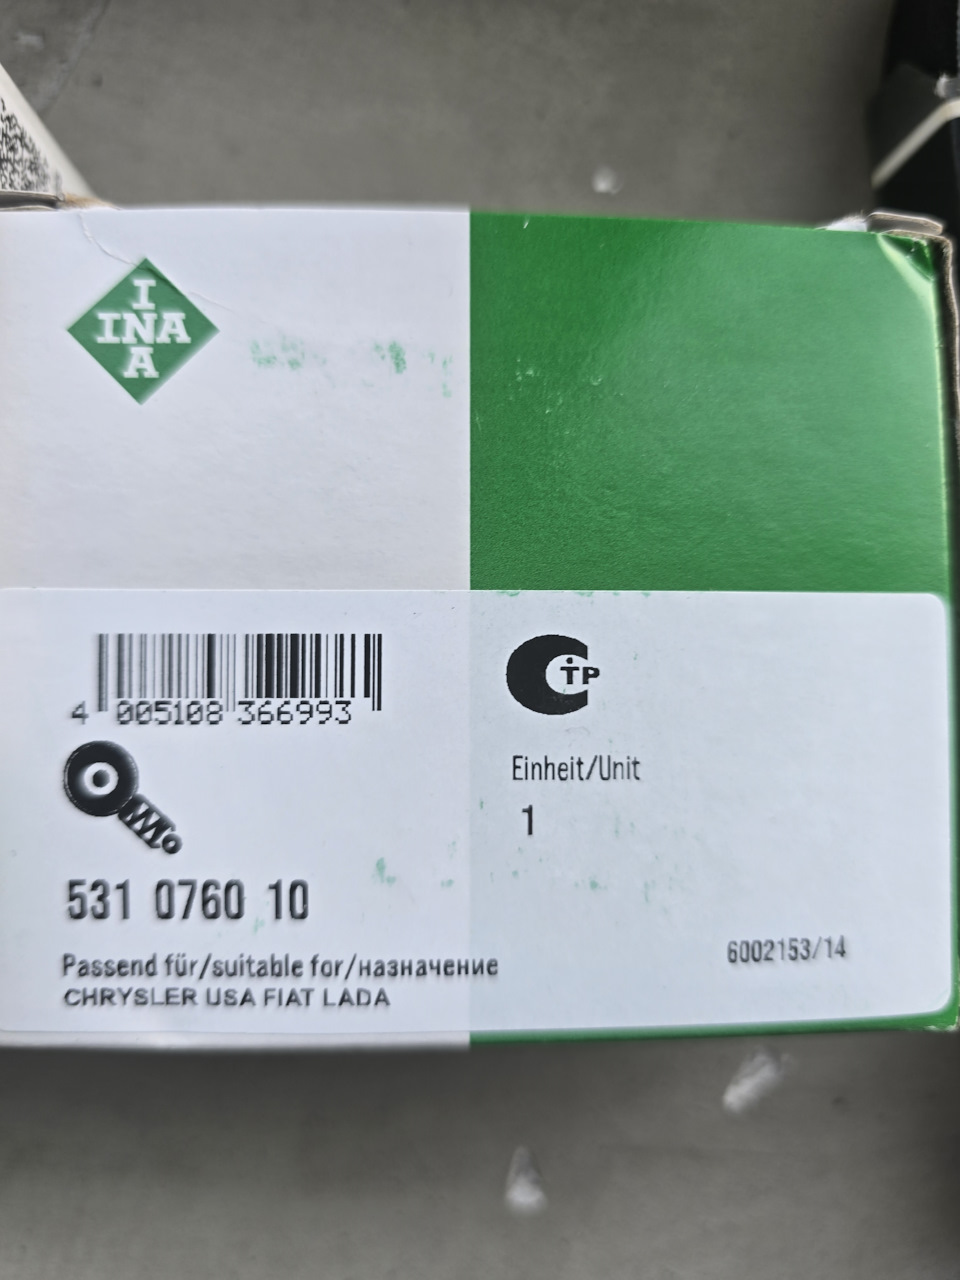 I
INA
A
4 005108 366993
СТР
Einheit/Unit
1
531 0760 10
6002153/14
Passend für/suitable for/назначение
CHRYSLER USA FIAT LADA